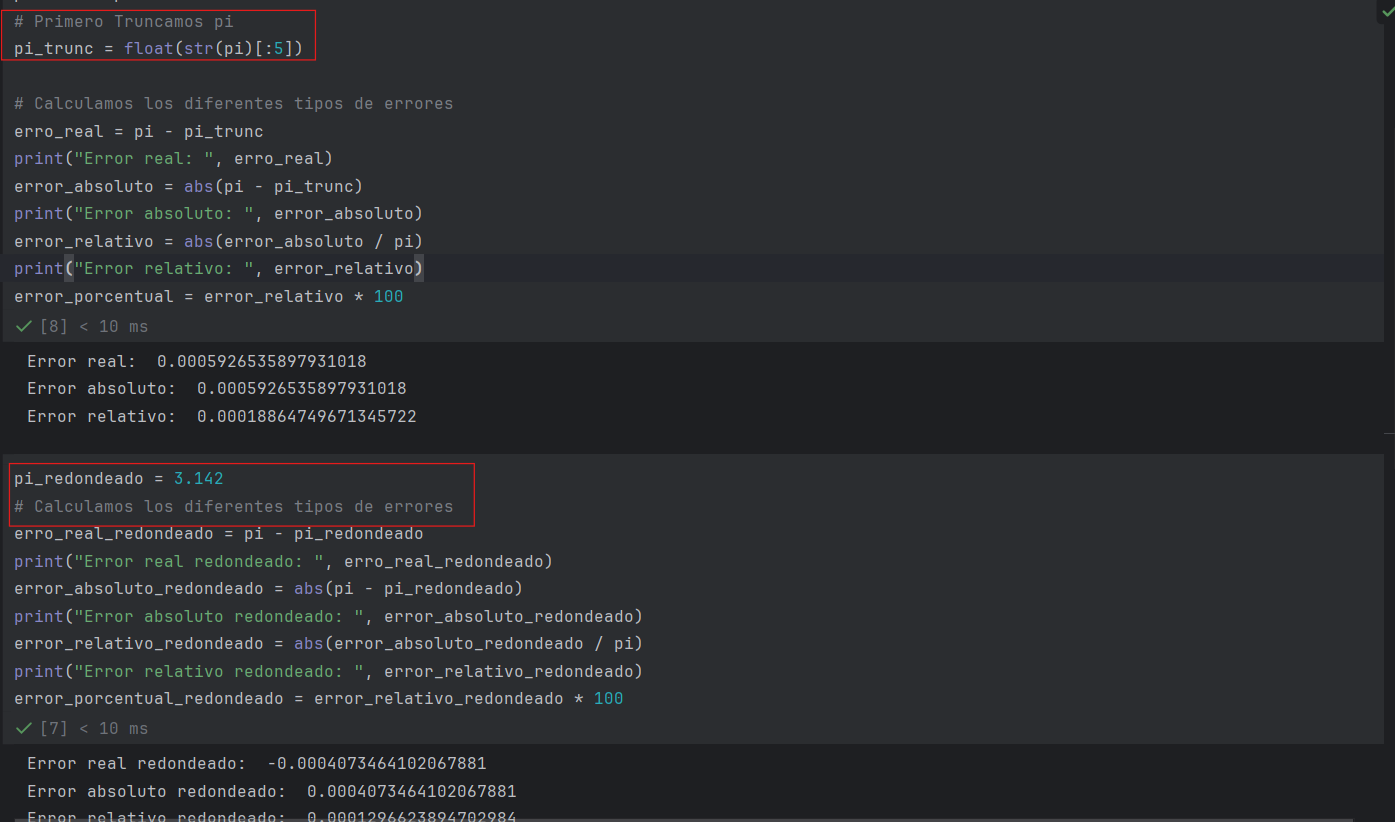 # Primero Truncamos pi
pi_trunc = float(str(pi)[:5])
# Calculamos los diferentes tipos de errores
erro_real = pi - pi_trunc
print("Error real: ", erro_real)
error_absoluto = abs(pi - pi_trunc)
print("Error absoluto: ", error_absoluto)
error_relativo = abs(error_absoluto / pi)
print("Error relativo: ", error_relativo)
error_porcentual = error_relativo * 100
[8] < 10 ms
Error real:  0.0005926535897931018
Error absoluto:  0.0005926535897931018
Error relativo:  0.00018864749671345722
pi_redondeado = 3.142
# Calculamos los diferentes tipos de errores
erro_real_redondeado = pi - pi_redondeado
print("Error real redondeado: ", erro_real_redondeado)
error_absoluto_redondeado = abs(pi - pi_redondeado)
print("Error absoluto redondeado: ", error_absoluto_redondeado)
error_relativo_redondeado = abs(error_absoluto_redondeado / pi)
print("Error relativo redondeado: ", error_relativo_redondeado)
error_porcentual_redondeado = error_relativo_redondeado * 100
[7] < 10 ms
Error real redondeado:  -0.0004073464102067881
Error absoluto redondeado:  0.0004073464102067881
Error relativo redondeado:  0.0001296623894702984